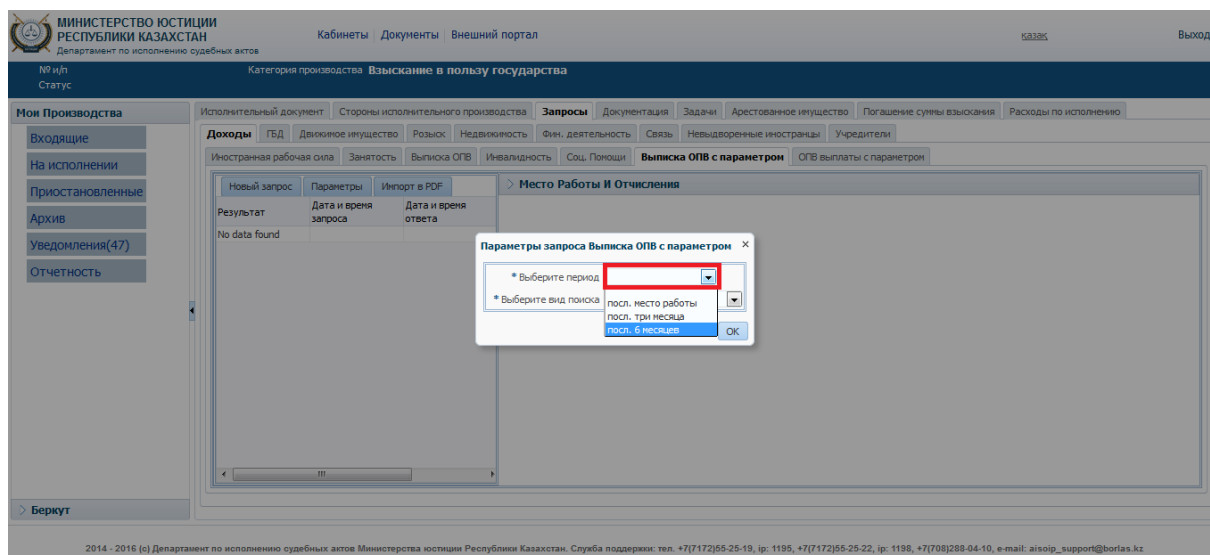 МИНИСТЕРСТВО ЮСТИЦИИ
РЕСПУБЛИКИ КАЗАХСТАН
Департамент по исполнению судебных актов
Кабинеты Документы Внешний портал
қазақ
Выход
№ и/п
Категория производства Взыскание в пользу государства
Статус
Мои Производства
Входящие
На исполнении
Приостановленные
Архив
Уведомления(47)
Отчетность
Беркут
Исполнительный документ Стороны исполнительного производства Запросы Документация Задачи Арестованное имущество Погашение суммы взыскания Расходы по исполнению
Доходы ГБД Движимое имущество Розыск Недвижимость Фин. деятельность Связь Невыдворенные иностранцы Учредители
Иностранная рабочая сила Занятость Выписка ОПВ Инвалидность Соц. Помощи Выписка ОПВ с параметром ОПВ выплаты с параметром
Новый запрос Параметры Импорт в PDF
Результат Дата и время запроса Дата и время ответа
No data found
Место Работы И Отчисления
Параметры запроса Выписка ОПВ с параметром ×
* Выберите период
* Выберите вид поиска
посл. место работы
посл. три месяца
посл. 6 месяцев
OK
2014 - 2016 (c) Департамент по исполнению судебных актов Министерства юстиции Республики Казахстан. Служба поддержки: тел. +7(7172)55-25-19, ip: 1195, +7(7172)55-25-22, ip: 1198, +7(708)288-04-10, e-mail: aisoip_support@borlas.kz